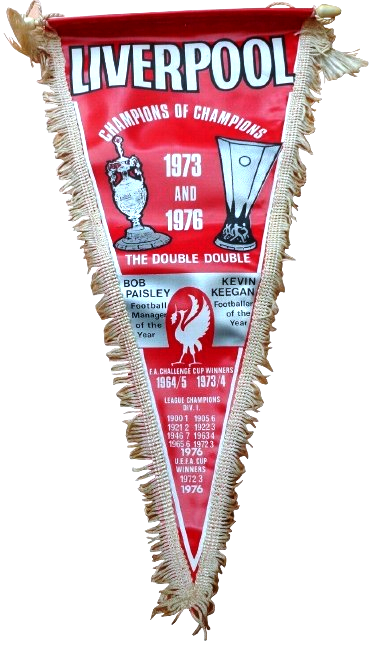 LIVERPOOL
CHAMPIONS OF CHAMPIONS
1973
AND
1976
THE DOUBLE DOUBLE
BOB
PAISLEY
Football
Manager
of the
Year
KEVIN
KEEGAN
Footballer
of the
Year
F.A. CHALLENGE CUP WINNERS
1964/5 1973/4
LEAGUE CHAMPIONS
DIV. 1.
1900 1 1905 6
1921 2 1922 3
1946 7 1963 4
1965 6 1972 3
1976
U.E.F.A. CUP
WINNERS
1972 3
1976